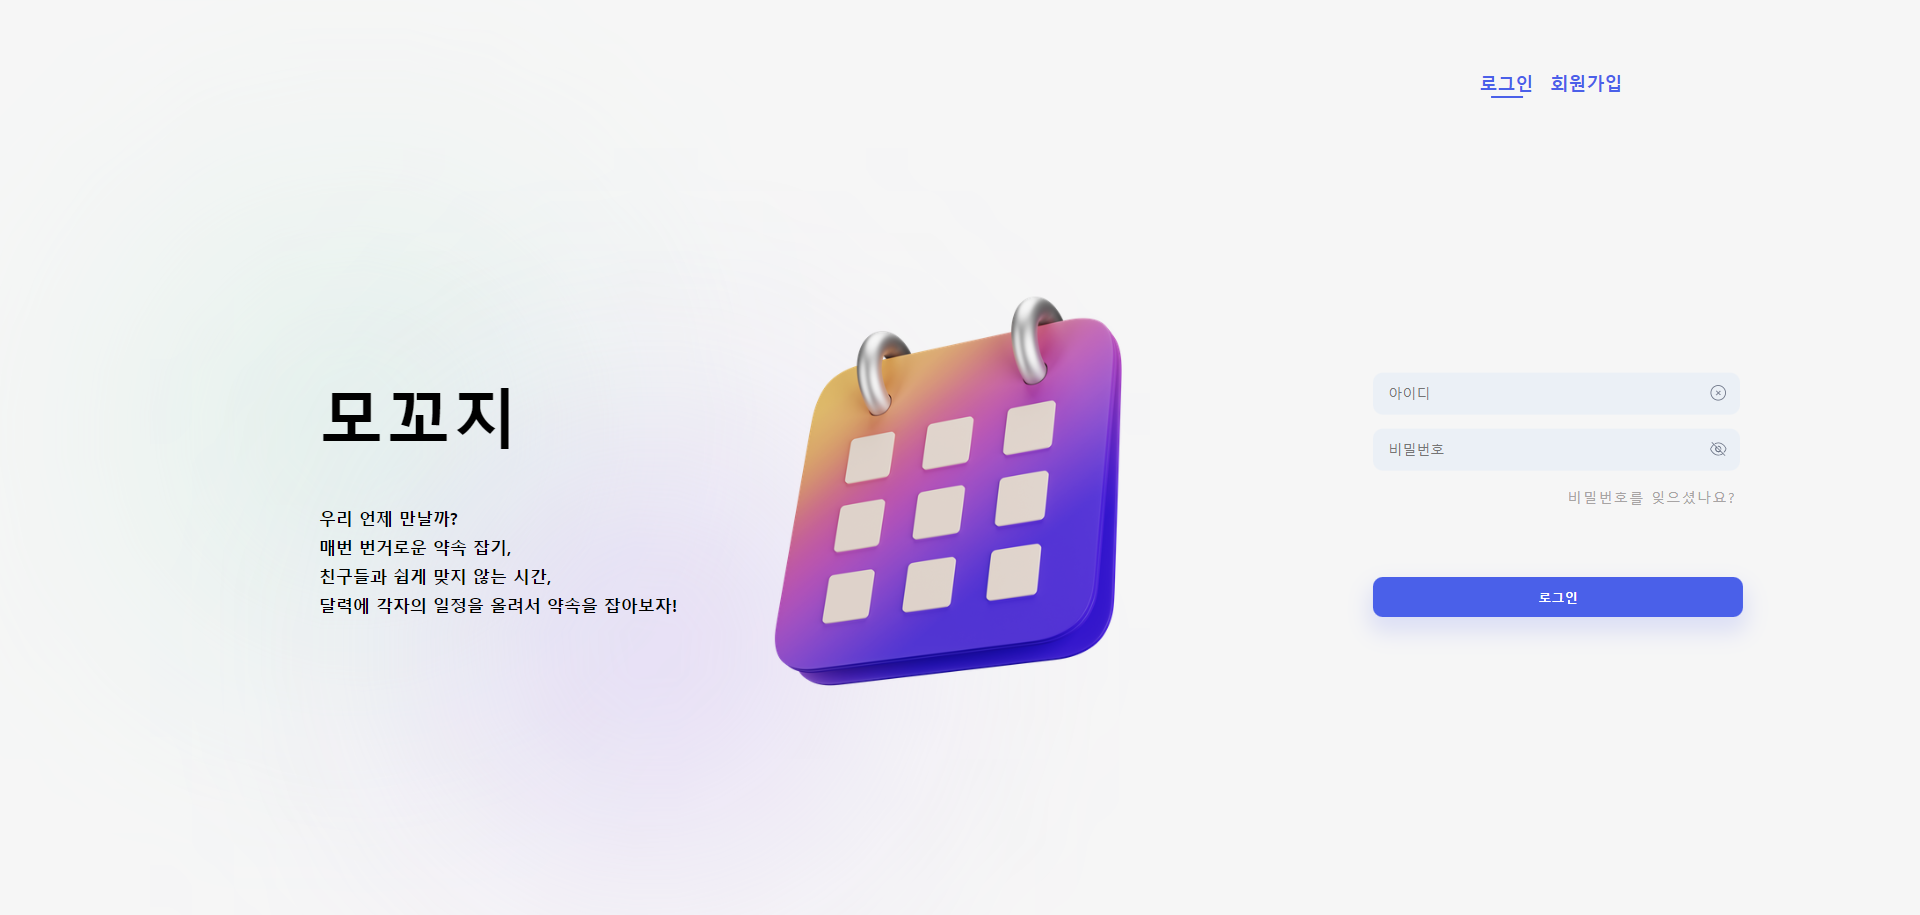 로그인 회원가입
모꼬지
우리 언제 만날까?
매번 번거로운 약속 잡기,
친구들과 쉽게 맞지 않는 시간,
달력에 각자의 일정을 올려서 약속을 잡아보자!
아이디
비밀번호
비밀번호를 잊으셨나요?
로그인